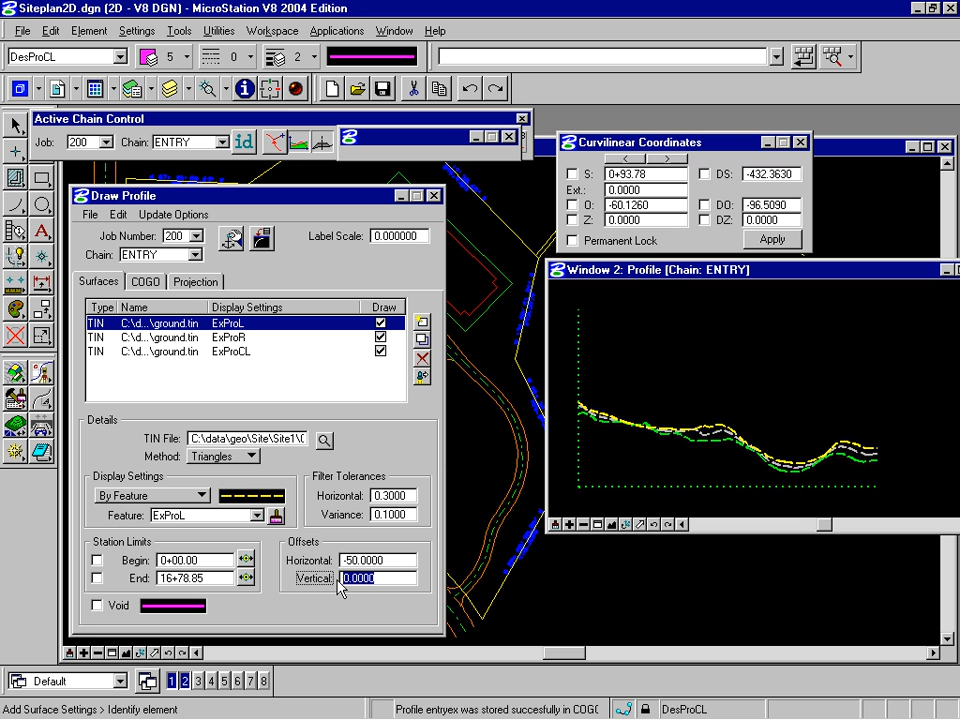 Siteplan2D.dgn (2D - V8 DGN) - MicroStation V8 2004 Edition
File Edit Element Settings Tools Utilities Workspace Applications Window Help
DesProCL 5 0 2
Active Chain Control
Job: 200 Chain: ENTRY id
Curvilinear Coordinates
< >
S: 0+93.78 DS: -432.3630
Ext.: 0.0000
O: -60.1260 DO: -96.5090
Z: 0.0000 DZ: 0.0000
Permanent Lock Apply
Draw Profile
File Edit Update Options
Job Number: 200 Label Scale: 0.000000
Chain: ENTRY
Surfaces COGO Projection
Type Name Display Settings Draw
TIN C:\d...\ground.tin ExProL
TIN C:\d...\ground.tin ExProR
TIN C:\d...\ground.tin ExProCL
Details
TIN File: C:\data\geo\Site\Site1\
Method: Triangles
Display Settings Filter Tolerances
By Feature Horizontal: 0.3000
Feature: ExProL Variance: 0.1000
Station Limits Offsets
Begin: 0+00.00 Horizontal: -50.0000
End: 16+78.85 Vertical: 0.0000
Void
Window 2: Profile [Chain: ENTRY]
Default 1 2 3 4 5 6 7 8
Add Surface Settings > Identify element Profile entryex was stored succesfully in COGO DesProCL